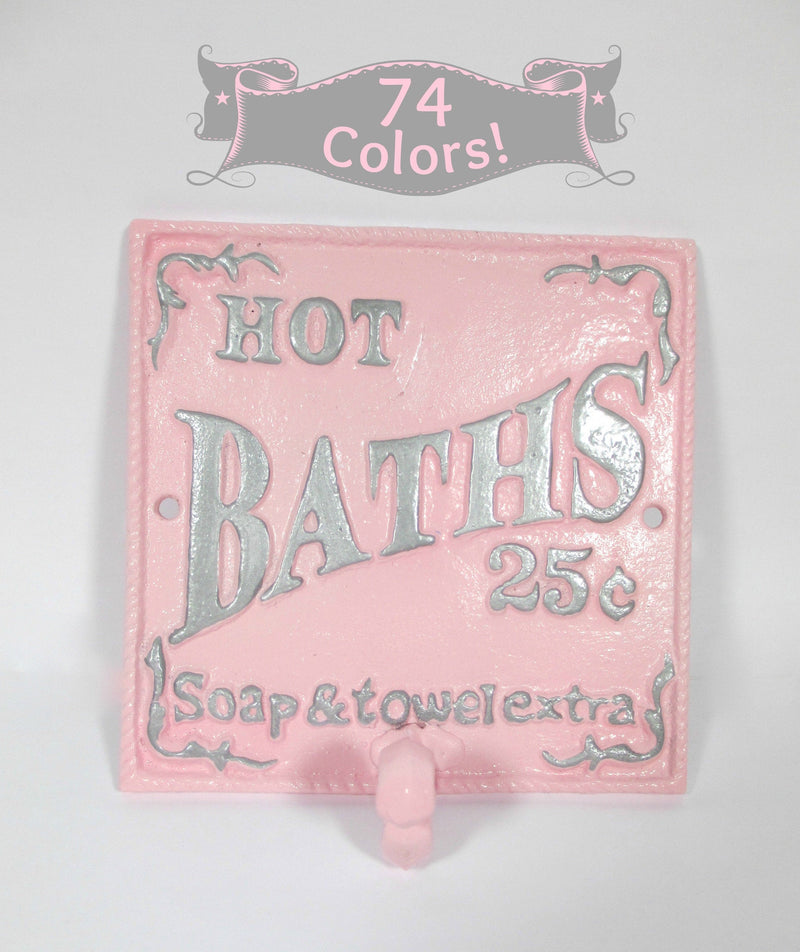 74
Colors!
HOT
BATHS
25¢
Soap & towel extra